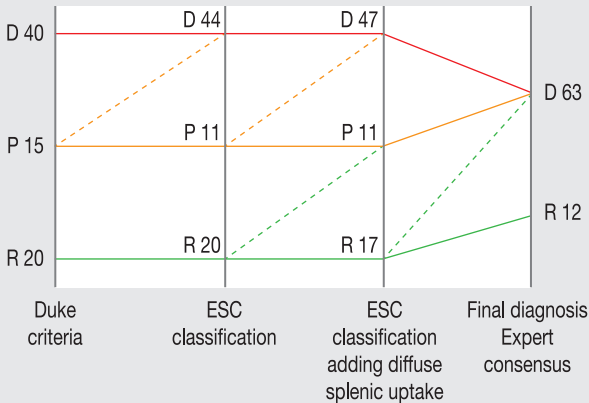 D 40
D 44
D 47
D 63
P 15
P 11
P 11
R 12
R 20
R 20
R 17
Duke
criteria
ESC
classification
ESC
classification
adding diffuse
splenic uptake
Final diagnosis
Expert
consensus